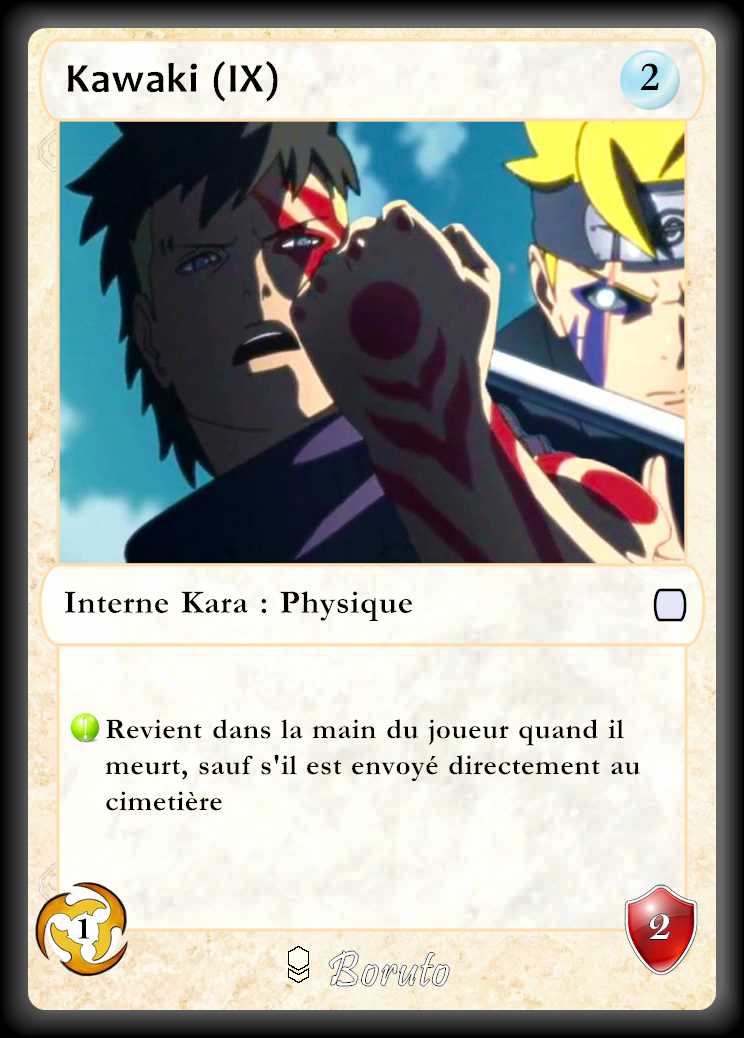 Kawaki (IX)
2
Interne Kara : Physique
Revient dans la main du joueur quand il
meurt, sauf s'il est envoyé directement au
cimetière
1
2
Boruto